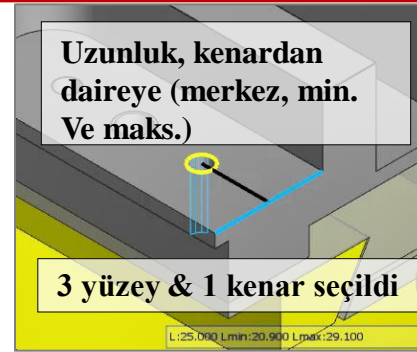 Uzunluk, kenardan
daireye (merkez, min.
Ve maks.)
3 yüzey & 1 kenar seçildi
L:25.000 Lmin:20.900 Lmax:29.100